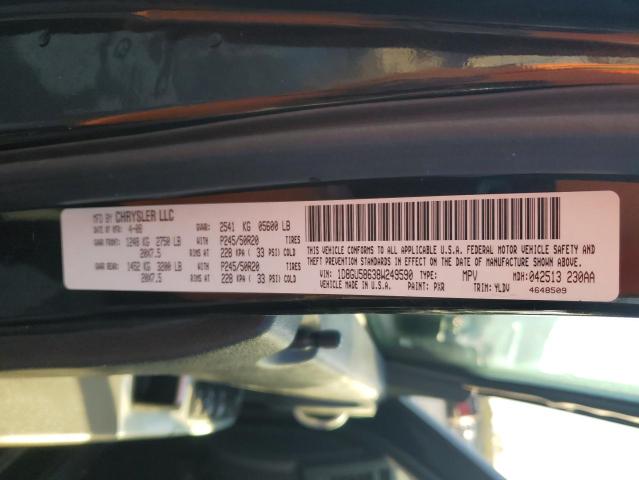 MFD BY CHRYSLER LLC
DATE OF MFR 4-08 GVWR: 2541 KG 05600 LB
GAWR FRONT: 1248 KG 2750 LB WITH P245/50R20 TIRES
20X7.5 RIMS AT 228 KPA ( 33 PSI) COLD
GAWR REAR: 1452 KG 3200 LB WITH P245/50R20 TIRES
20X7.5 RIMS AT 228 KPA ( 33 PSI) COLD
THIS VEHICLE CONFORMS TO ALL APPLICABLE U.S.A. FEDERAL MOTOR VEHICLE SAFETY AND
THEFT PREVENTION STANDARDS IN EFFECT ON THE DATE OF MANUFACTURE SHOWN ABOVE.
VIN: 1D8GU58638W249590 TYPE: MPV MDH:042513 230AA
VEHICLE MADE IN U.S.A. PAINT: PXR TRIM: YLDV 4648509